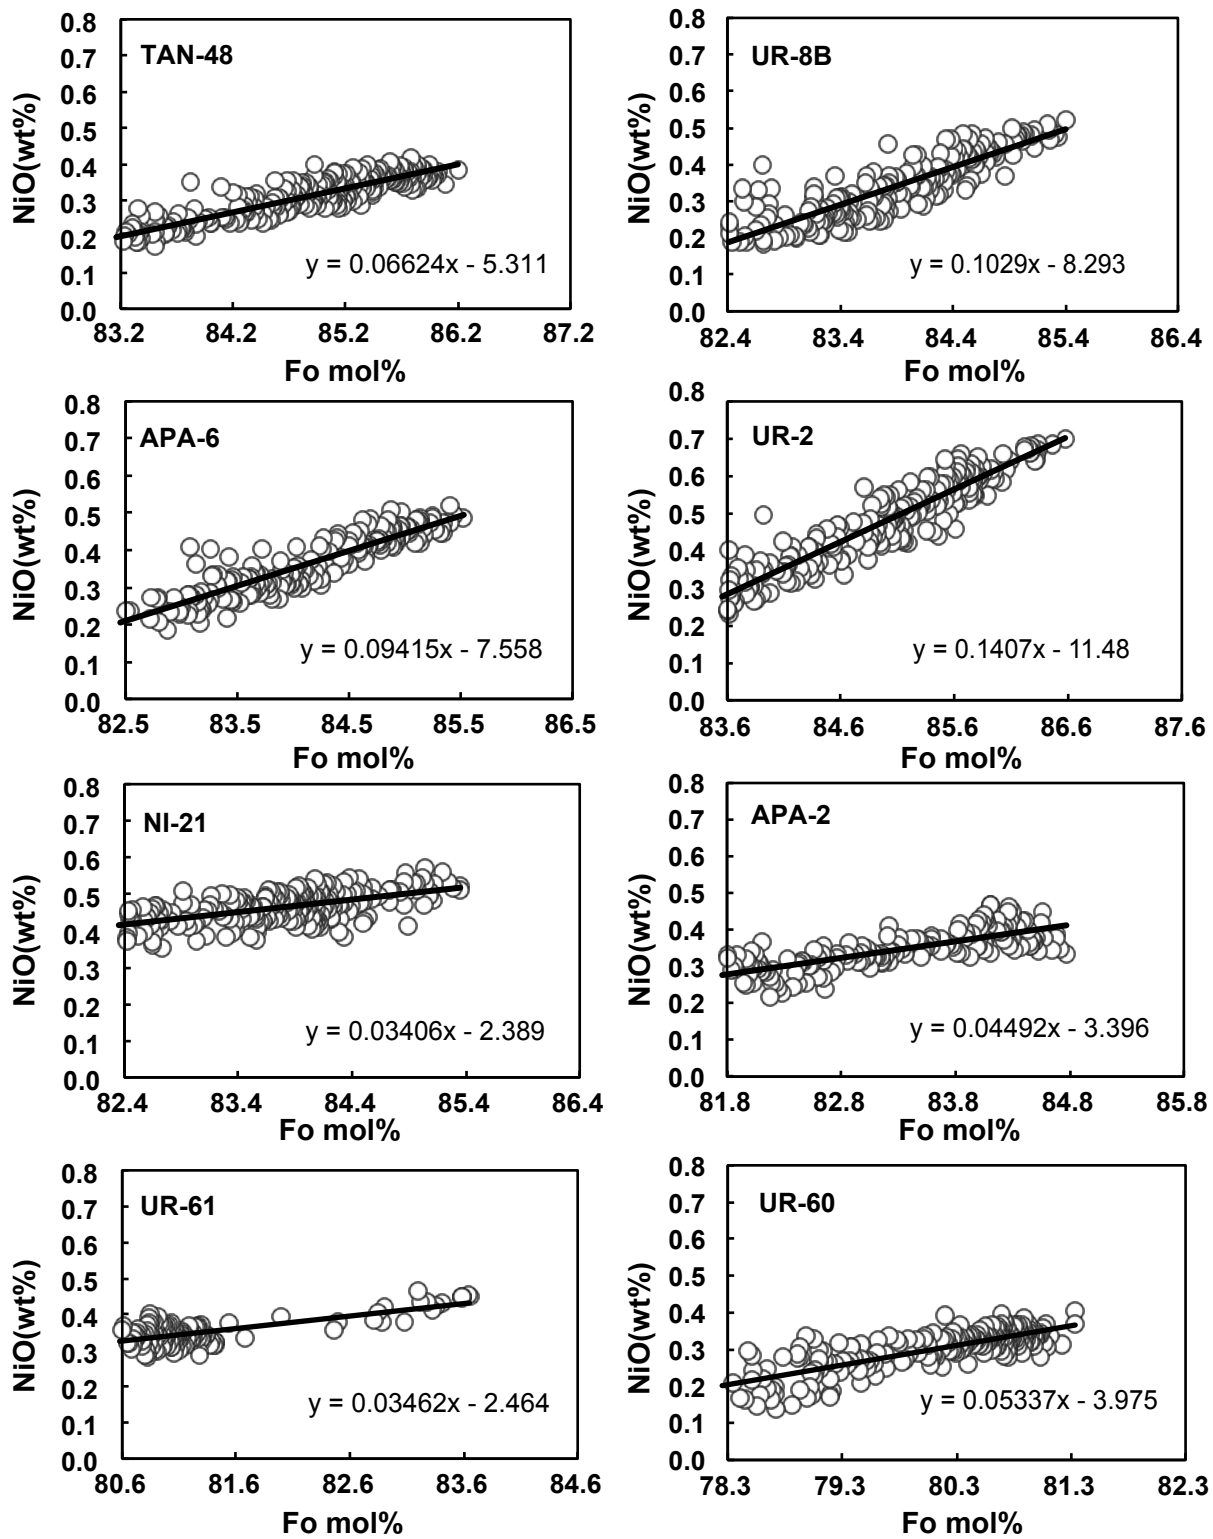 TAN-48
NiO(wt%)
0.8
0.7
0.6
0.5
0.4
0.3
0.2
0.1
0.0
y = 0.06624x - 5.311
83.2 84.2 85.2 86.2 87.2
Fo mol%
UR-8B
NiO(wt%)
0.8
0.7
0.6
0.5
0.4
0.3
0.2
0.1
0.0
y = 0.1029x - 8.293
82.4 83.4 84.4 85.4 86.4
Fo mol%
APA-6
NiO(wt%)
0.8
0.7
0.6
0.5
0.4
0.3
0.2
0.1
0.0
y = 0.09415x - 7.558
82.5 83.5 84.5 85.5 86.5
Fo mol%
UR-2
NiO(wt%)
0.8
0.7
0.6
0.5
0.4
0.3
0.2
0.1
0.0
y = 0.1407x - 11.48
83.6 84.6 85.6 86.6 87.6
Fo mol%
NI-21
NiO(wt%)
0.8
0.7
0.6
0.5
0.4
0.3
0.2
0.1
0.0
y = 0.03406x - 2.389
82.4 83.4 84.4 85.4 86.4
Fo mol%
APA-2
NiO(wt%)
0.8
0.7
0.6
0.5
0.4
0.3
0.2
0.1
0.0
y = 0.04492x - 3.396
81.8 82.8 83.8 84.8 85.8
Fo mol%
UR-61
NiO(wt%)
0.8
0.7
0.6
0.5
0.4
0.3
0.2
0.1
0.0
y = 0.03462x - 2.464
80.6 81.6 82.6 83.6 84.6
Fo mol%
UR-60
NiO(wt%)
0.8
0.7
0.6
0.5
0.4
0.3
0.2
0.1
0.0
y = 0.05337x - 3.975
78.3 79.3 80.3 81.3 82.3
Fo mol%